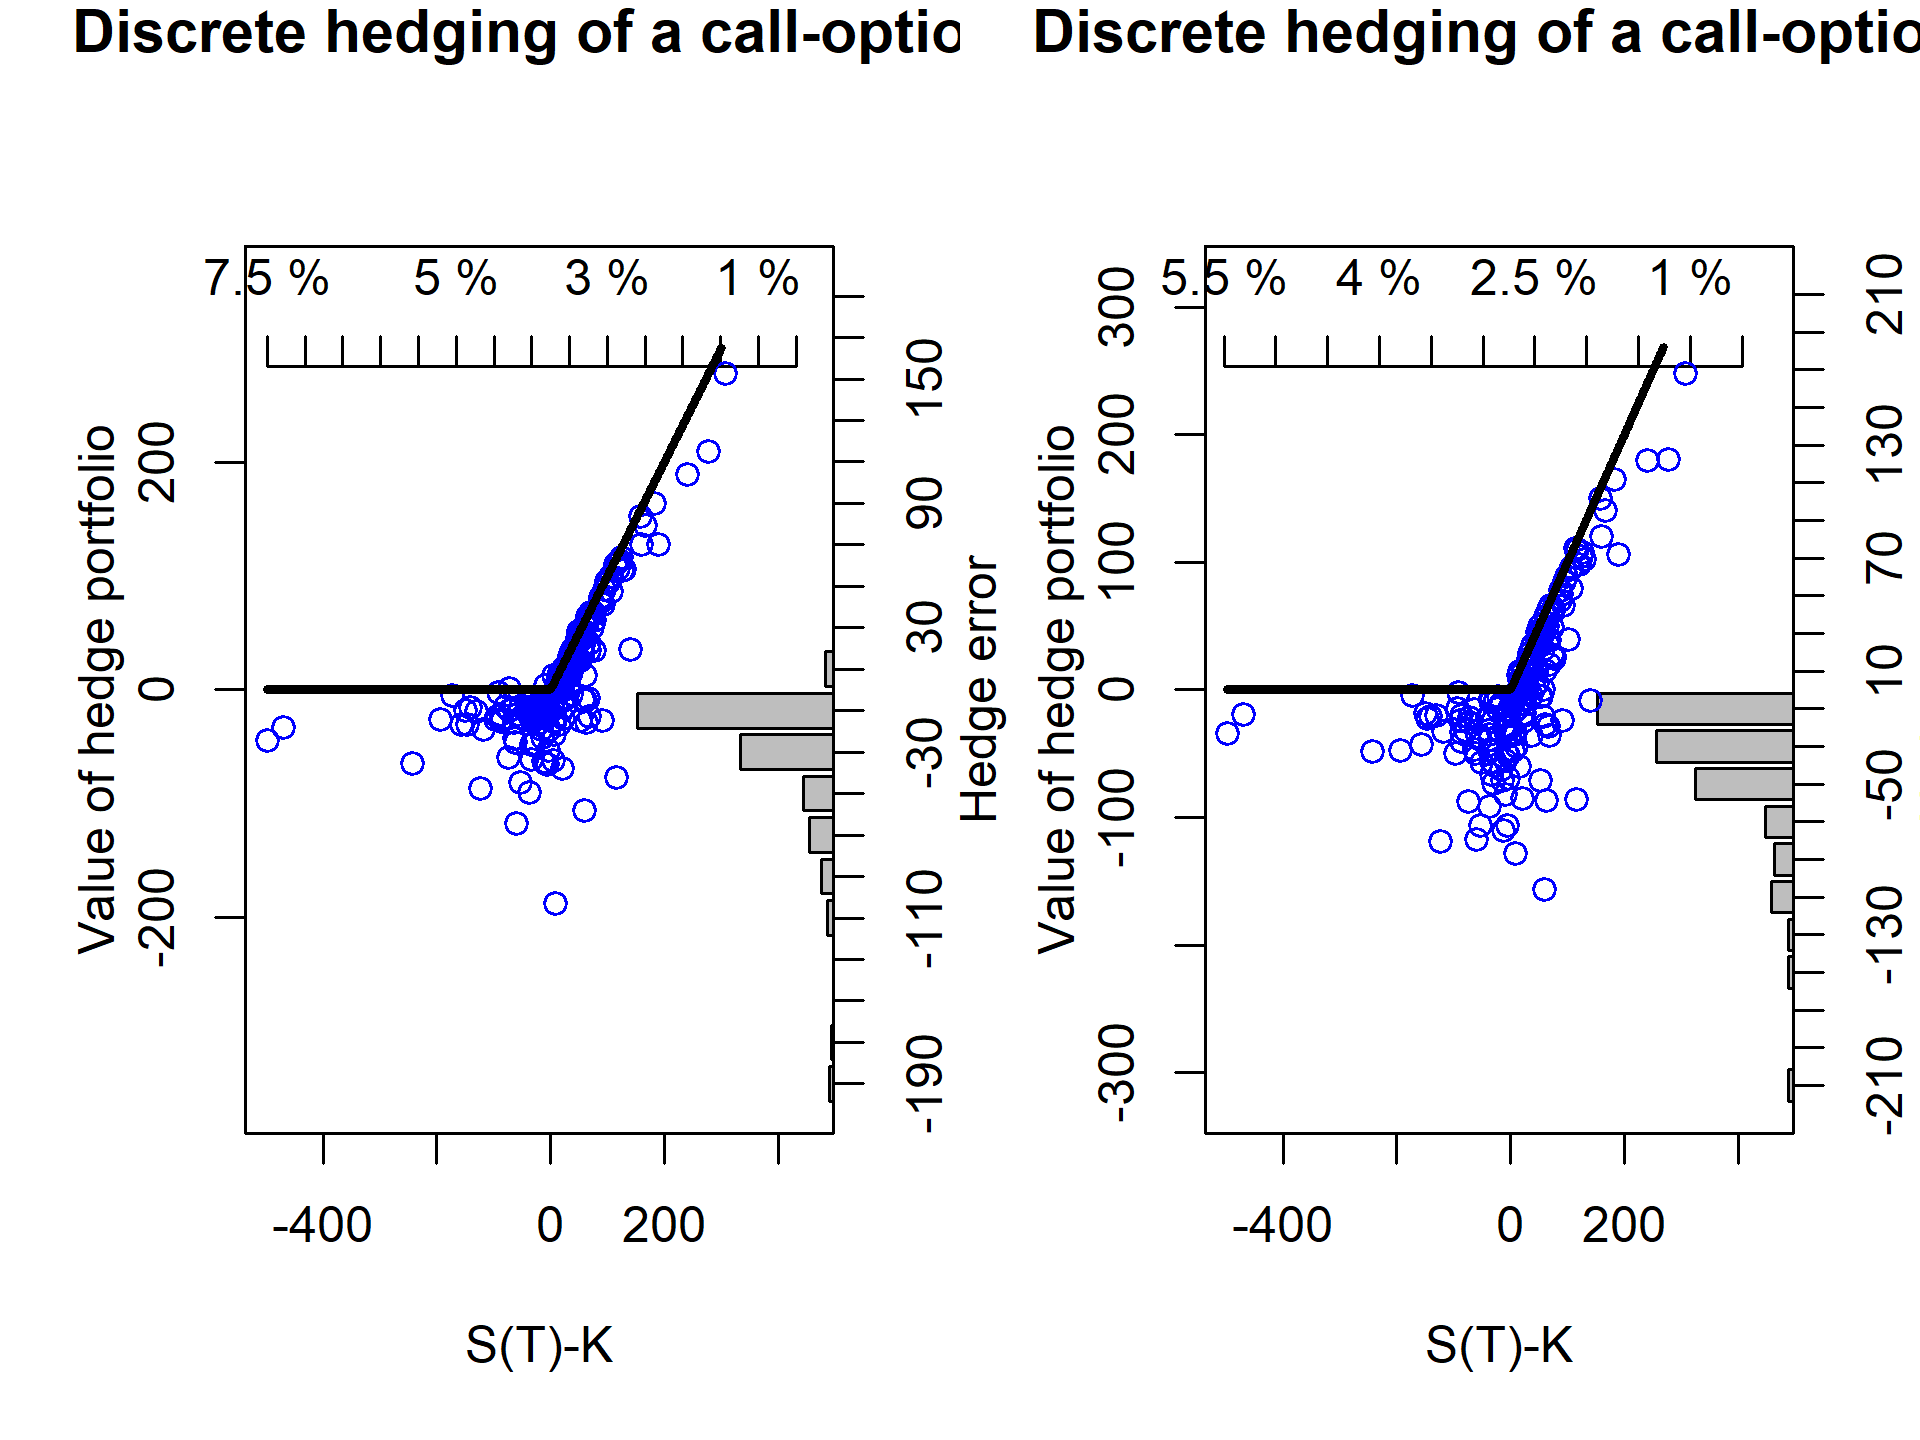 Discrete hedging of a call-optio
7.5 % 5 % 3 % 1 %
Value of hedge portfolio
-200 0 200
-400 0 200
S(T)-K
-190 -110 -30 30 90 150
Hedge error
Discrete hedging of a call-optio
5.5 % 4 % 2.5 % 1 %
Value of hedge portfolio
-300 -100 0 100 200 300
-400 0 200
S(T)-K
-210 -130 -50 10 70 130 210